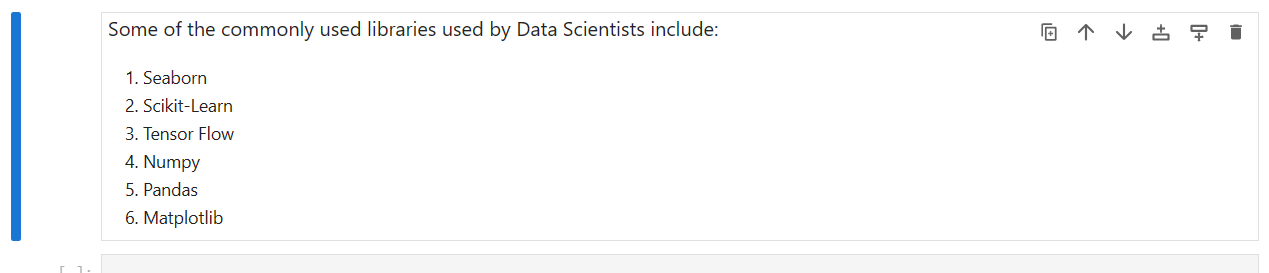 Some of the commonly used libraries used by Data Scientists include:
1. Seaborn
2. Scikit-Learn
3. Tensor Flow
4. Numpy
5. Pandas
6. Matplotlib
[ ]: